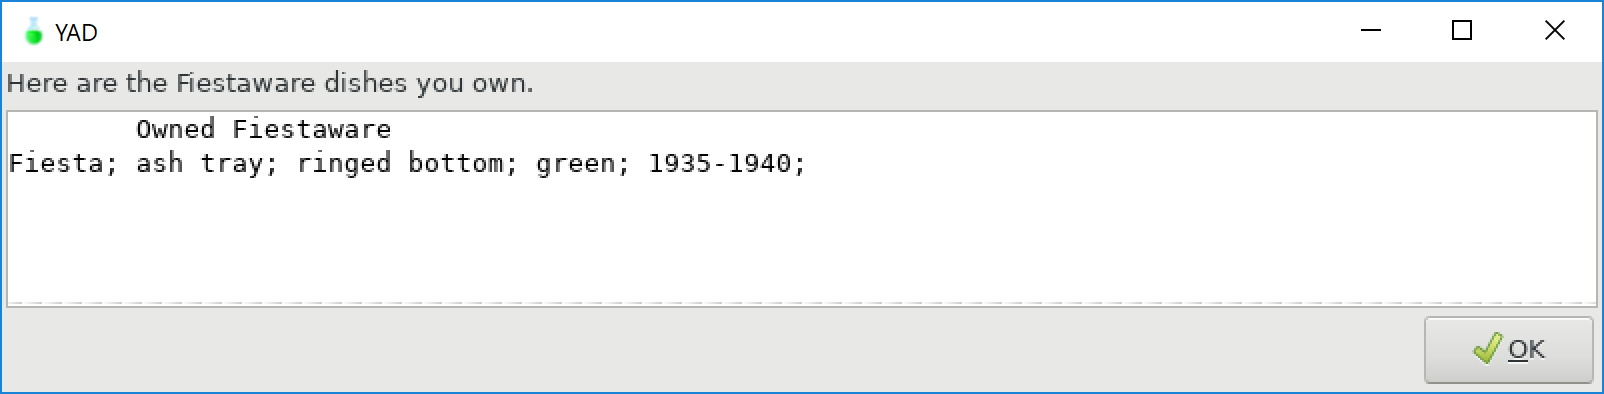 YAD
Here are the Fiestaware dishes you own.
Owned Fiestaware
Fiesta; ash tray; ringed bottom; green; 1935-1940;
OK